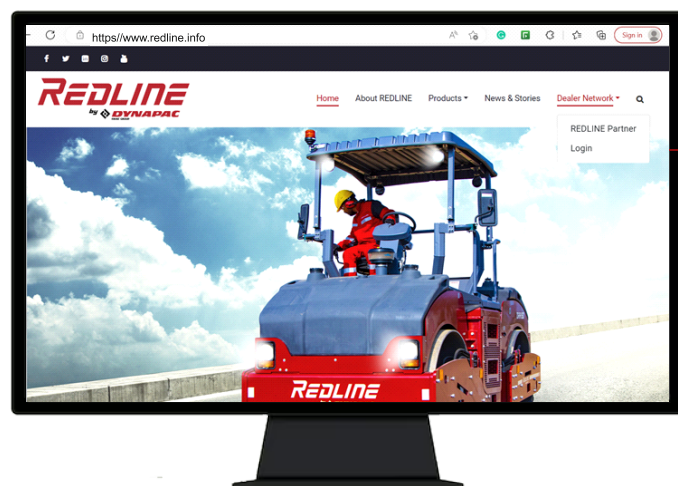 https//www.redline.info
Sign in
REDLINE
by DYNAPAC
Home About REDLINE Products News & Stories Dealer Network
REDLINE Partner
Login
REDLINE